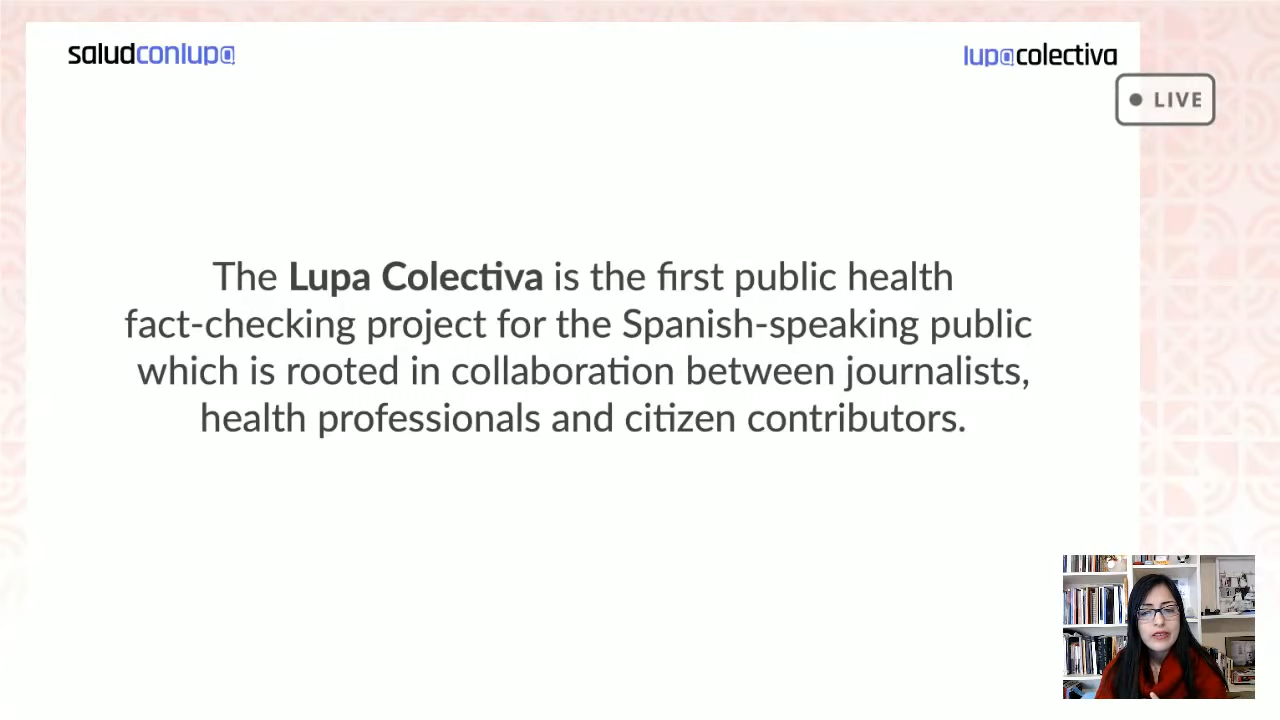 saludconlupa
lupacolectiva
LIVE
The Lupa Colectiva is the first public health
fact-checking project for the Spanish-speaking public
which is rooted in collaboration between journalists,
health professionals and citizen contributors.